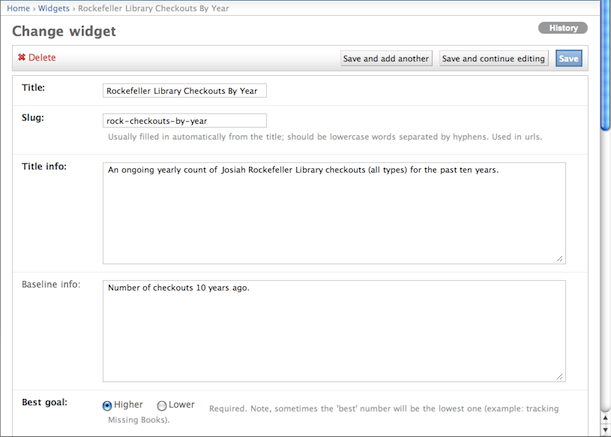 Home › Widgets › Rockefeller Library Checkouts By Year
Change widget
History
Delete
Save and add another
Save and continue editing
Save
Title:
Rockefeller Library Checkouts By Year
Slug:
rock-checkouts-by-year
Usually filled in automatically from the title; should be lowercase words separated by hyphens. Used in urls.
Title info:
An ongoing yearly count of Josiah Rockefeller Library checkouts (all types) for the past ten years.
Baseline info:
Number of checkouts 10 years ago.
Best goal:
Higher
Lower
Required. Note, sometimes the 'best' number will be the lowest one (example: tracking
Missing Books).